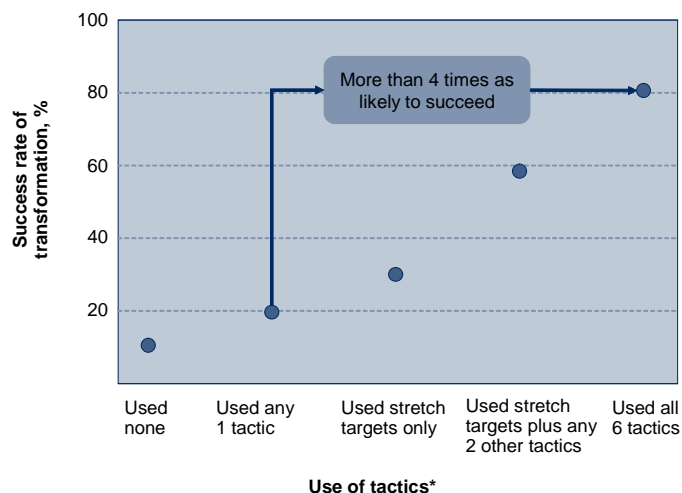 100
80
60
40
20
Success rate of
transformation, %
More than 4 times as
likely to succeed
Used
none
Used any
1 tactic
Used stretch
targets only
Used stretch
targets plus any
2 other tactics
Used all
6 tactics
Use of tactics*